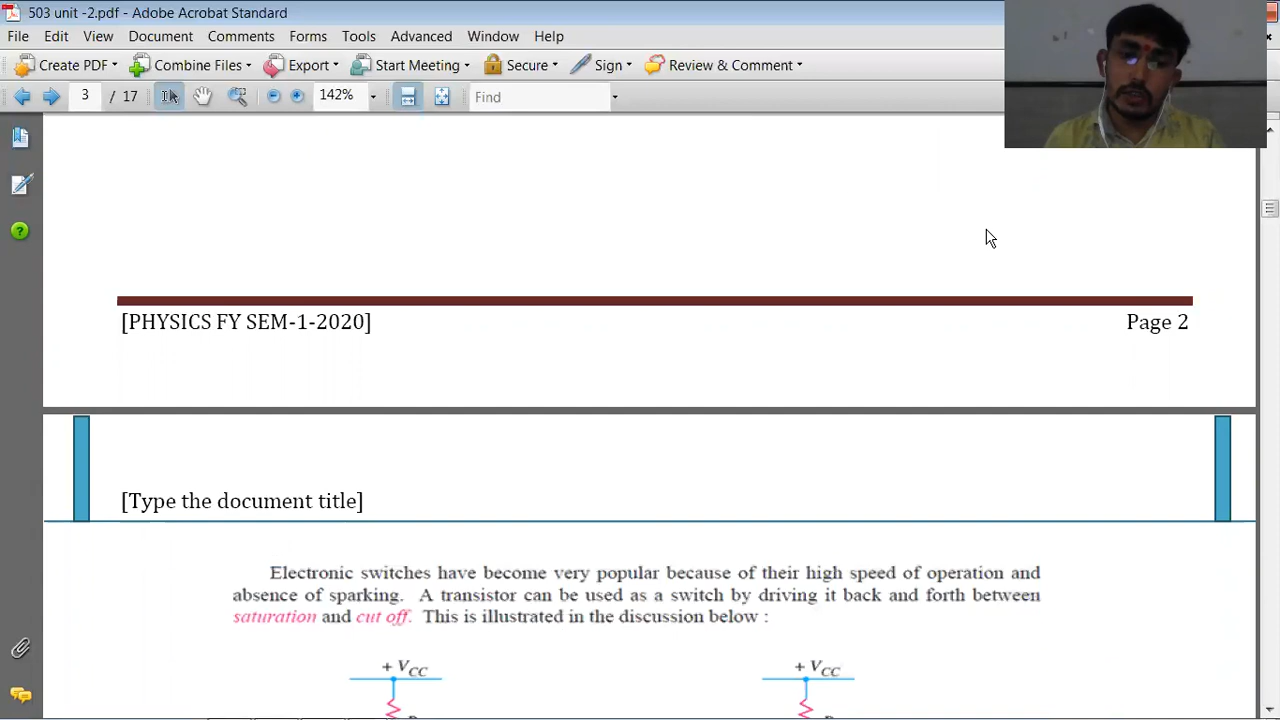 503 unit -2.pdf - Adobe Acrobat Standard
File Edit View Document Comments Forms Tools Advanced Window Help
Create PDF Combine Files Export Start Meeting Secure Sign Review & Comment
3 / 17 142% Find
[PHYSICS FY SEM-1-2020] Page 2
[Type the document title]
Electronic switches have become very popular because of their high speed of operation and
absence of sparking. A transistor can be used as a switch by driving it back and forth between
saturation and cut off. This is illustrated in the discussion below :
+ VCC + VCC